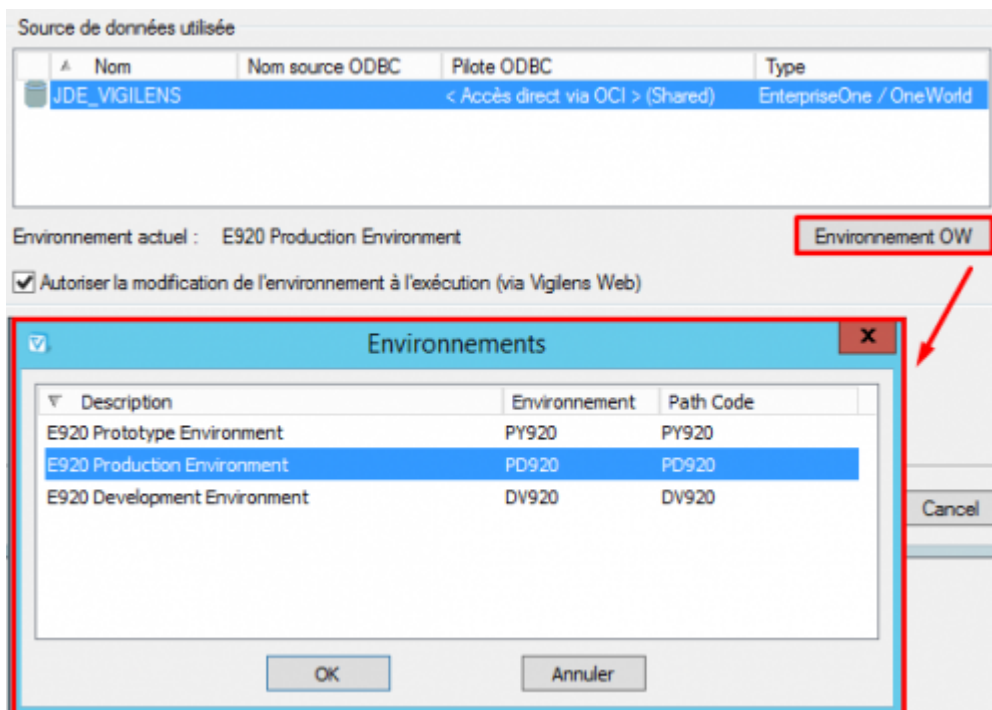 Source de données utilisée
Nom Nom source ODBC Pilote ODBC Type
JDE_VIGILENS < Accès direct via OCI > (Shared) EnterpriseOne / OneWorld
Environnement actuel : E920 Production Environment Environnement OW
Autoriser la modification de l'environnement à l'exécution (via Vigilens Web)
Environnements
Description Environnement Path Code
E920 Prototype Environment PY920 PY920
E920 Production Environment PD920 PD920
E920 Development Environment DV920 DV920
Cancel
OK Annuler